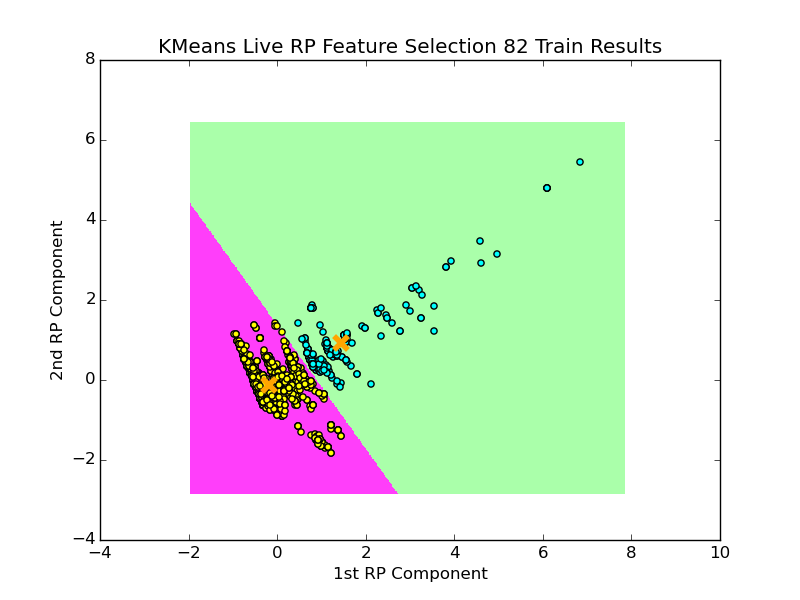 KMeans Live RP Feature Selection 82 Train Results
8
6
4
2
0
−2
−4
2nd RP Component
−4 −2 0 2 4 6 8 10
1st RP Component